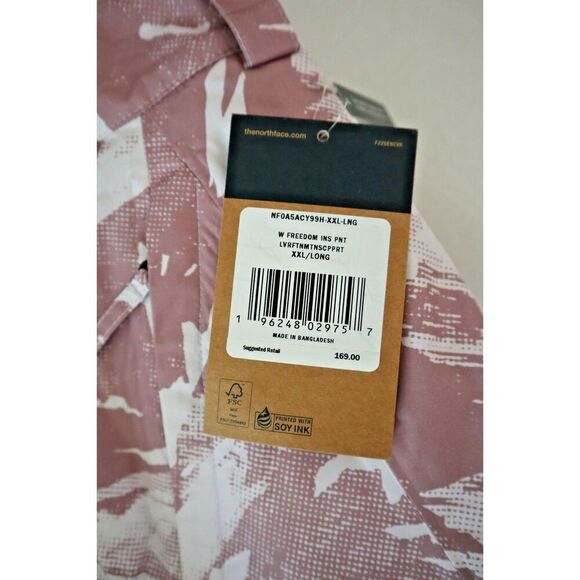 thenorthface.com
NF0A5ACY99H-XXL-LNG
W FREEDOM INS PNT
LVRFTNMTNSCPPRT
XXL/LONG
1 96248 02975 7
MADE IN BANGLADESH
Suggested Retail 169.00
FSC
PRINTED WITH
SOY INK